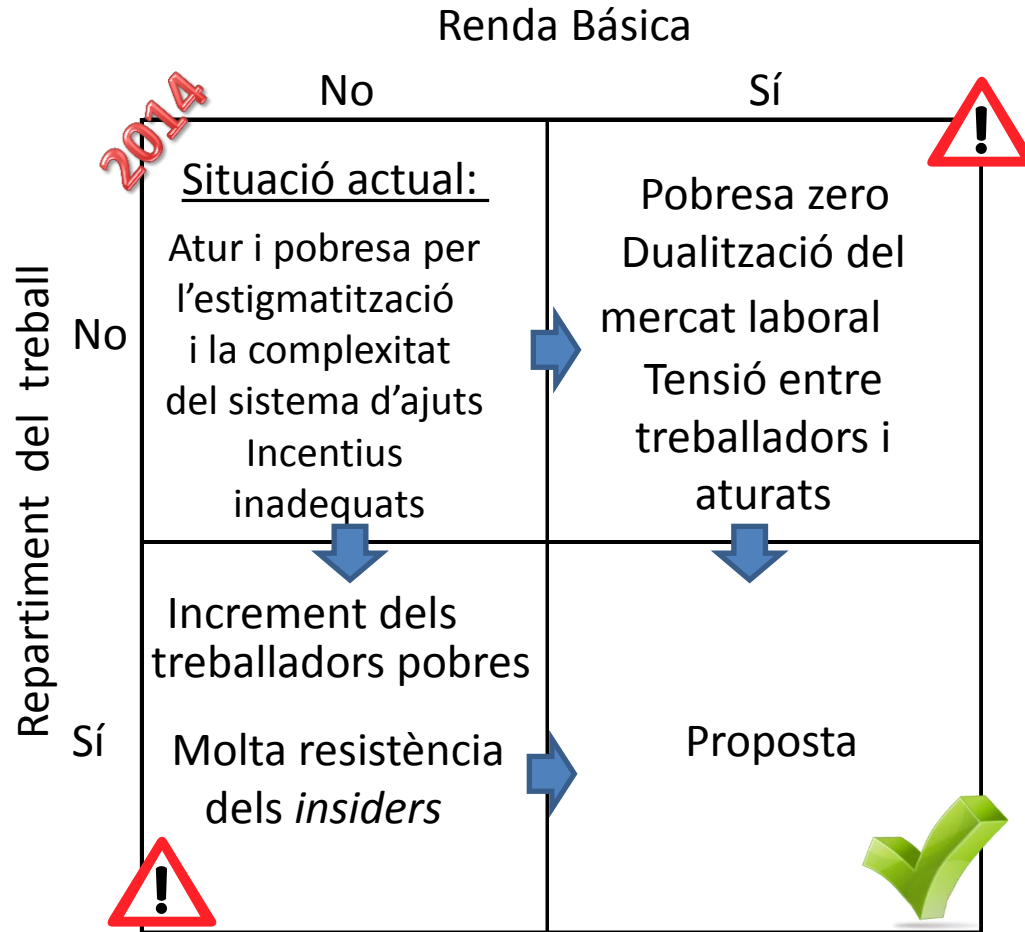 Renda Básica
No
Sí
2014
Situació actual:
Atur i pobresa per
l'estigmatització
i la complexitat
del sistema d'ajuts
Incentius
inadequats
Pobresa zero
Dualització del
mercat laboral
Tensió entre
treballadors i
aturats
Repartiment del treball
No
Increment dels
treballadors pobres
Sí
Molta resistència
dels insiders
Proposta